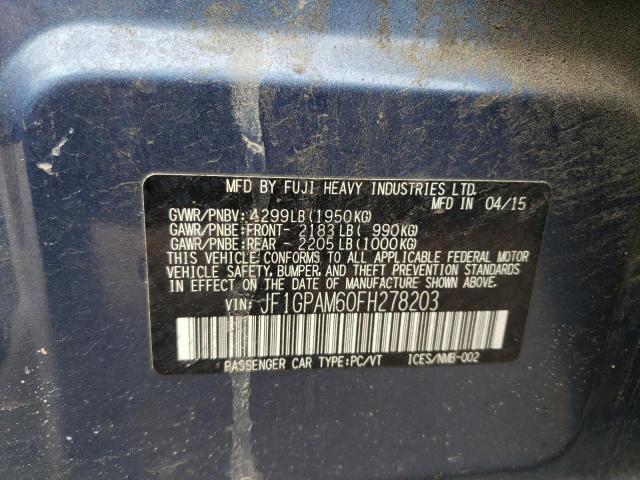 MFD BY FUJI HEAVY INDUSTRIES LTD.
MFD IN 04/15
GVWR/PNBV: 4299LB(1950KG)
GAWR/PNBE:FRONT- 2183LB( 990KG)
GAWR/PNBE:REAR - 2205LB(1000KG)
THIS VEHICLE CONFORMS TO ALL APPLICABLE FEDERAL MOTOR
VEHICLE SAFETY, BUMPER, AND THEFT PREVENTION STANDARDS
IN EFFECT ON THE DATE OF MANUFACTURE SHOWN ABOVE.
VIN: JF1GPAM60FH278203
PASSENGER CAR TYPE:PC/VT ICES/NMB-002